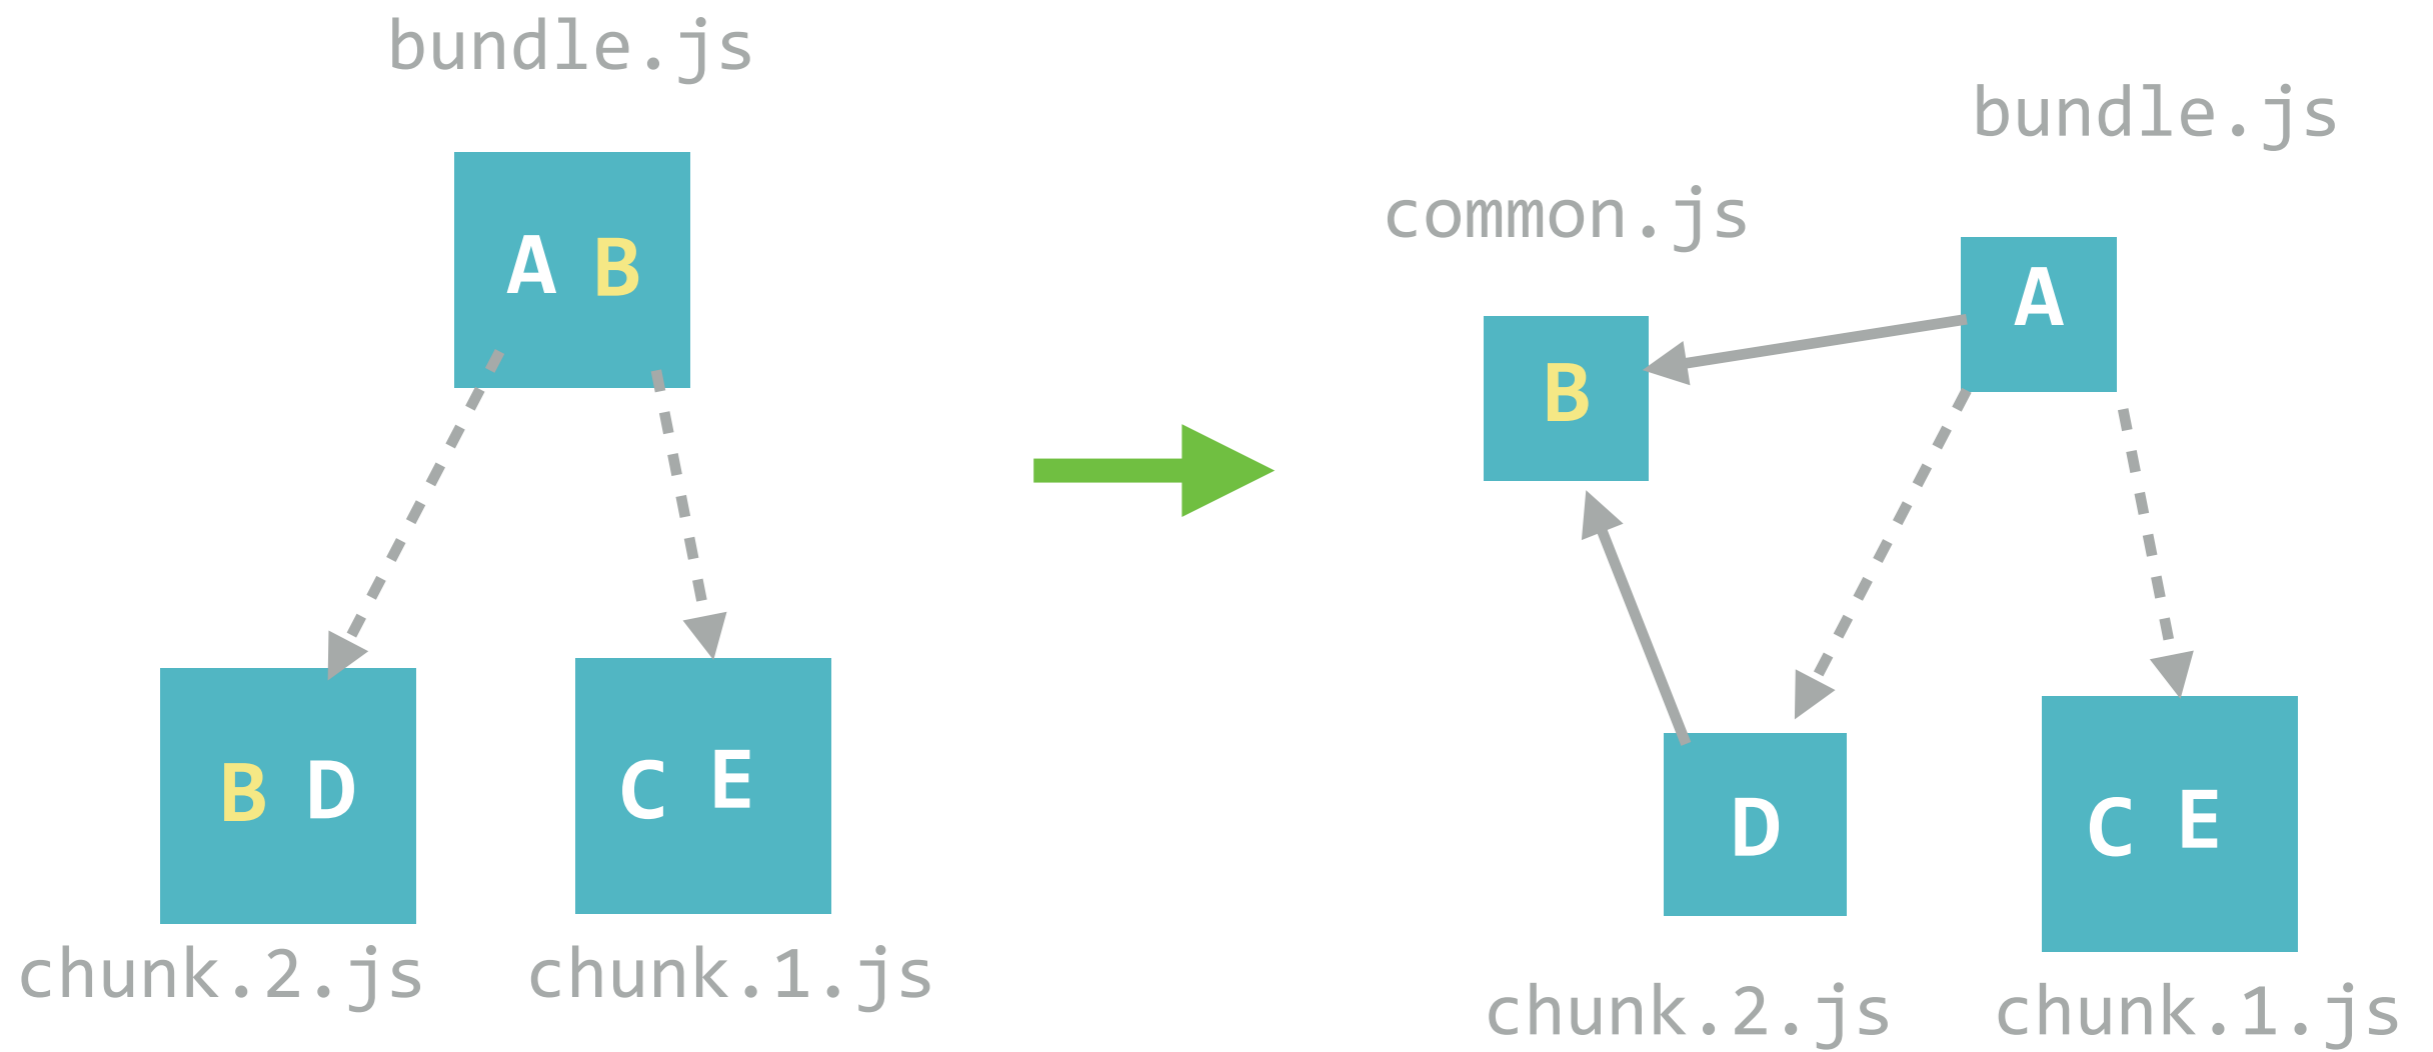 bundle.js
A B
B D
C E
chunk.2.js
chunk.1.js
bundle.js
common.js
A
B
D
C E
chunk.2.js
chunk.1.js